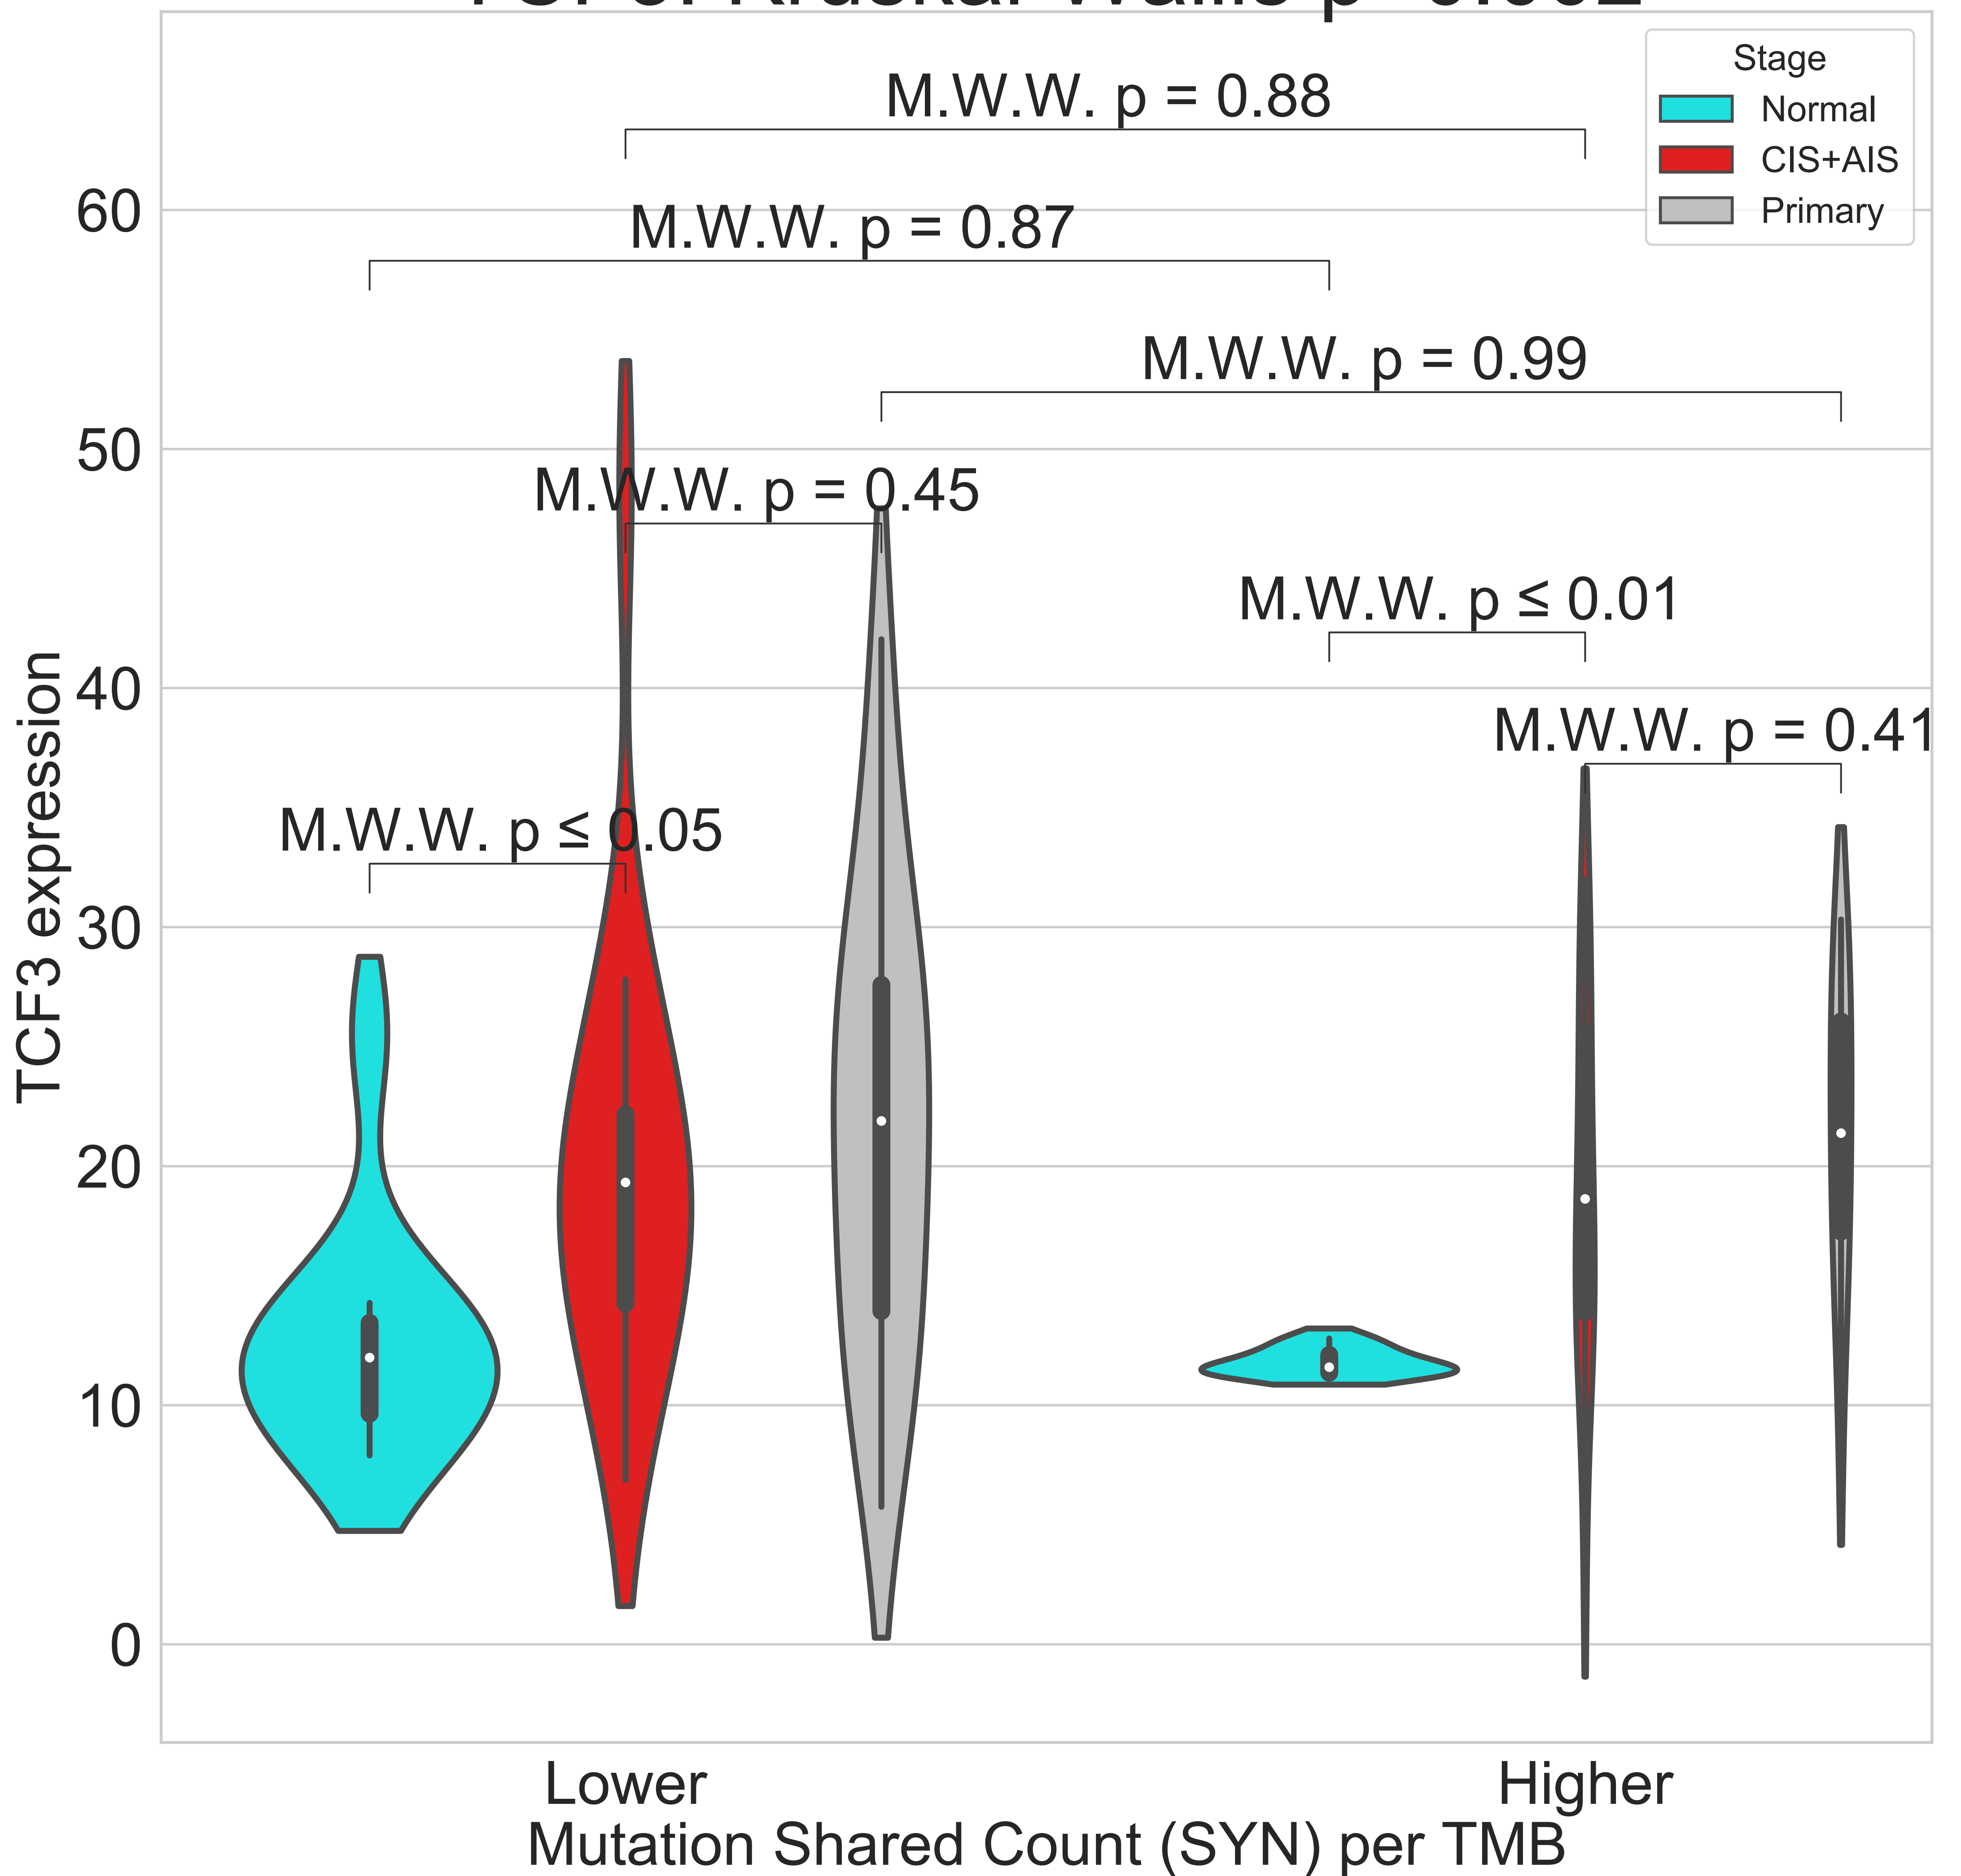 Stage
Normal
CIS+AIS
Primary
M.W.W. p = 0.88
M.W.W. p = 0.87
M.W.W. p = 0.99
M.W.W. p = 0.45
M.W.W. p ≤ 0.01
M.W.W. p = 0.41
M.W.W. p ≤ 0.05
60
50
40
30
20
10
0
TCF3 expression
Lower
Higher
Mutation Shared Count (SYN) per TMB